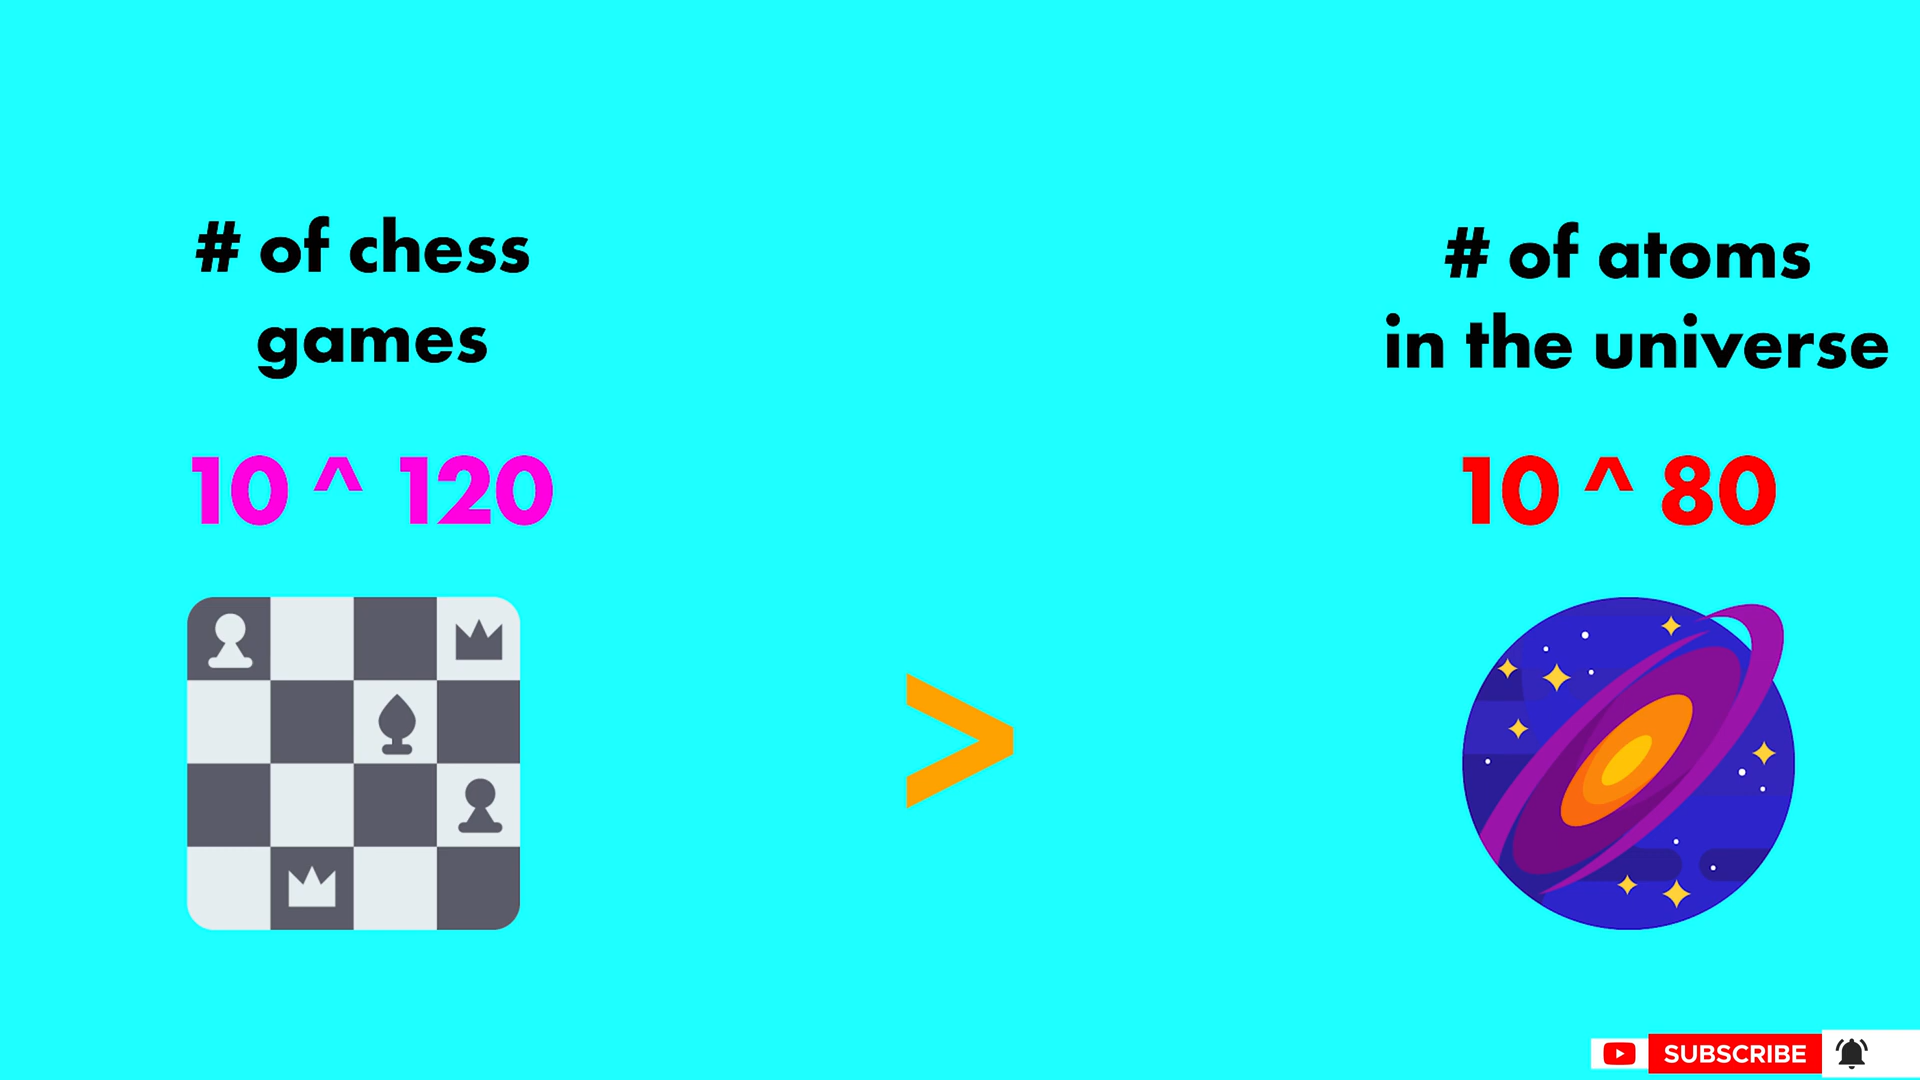 # of chess
games
10 ^ 120
>
# of atoms
in the universe
10 ^ 80
SUBSCRIBE